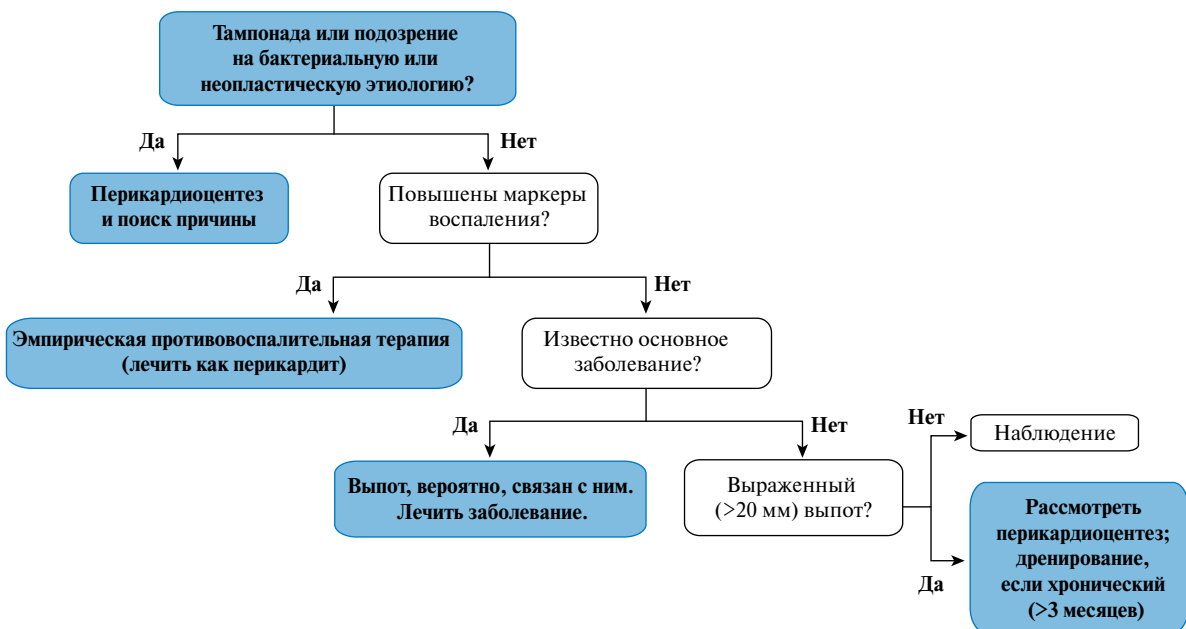 Тампонада или подозрение
на бактериальную или
неопластическую этиологию?
Да
Нет
Перикардиоцентез
и поиск причины
Повышены маркеры
воспаления?
Да
Нет
Эмпирическая противовоспалительная терапия
(лечить как перикардит)
Известно основное
заболевание?
Да
Нет
Выпот, вероятно, связан с ним.
Лечить заболевание.
Выраженный
(>20 мм) выпот?
Нет
Наблюдение
Да
Рассмотреть
перикардиоцентез;
дренирование,
если хронический
(>3 месяцев)